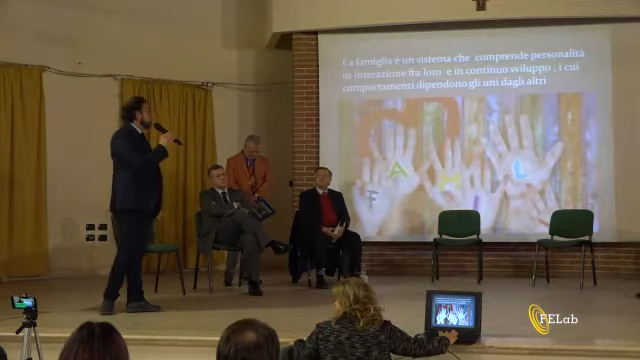 La famiglia è un sistema che comprende personalità
in interazione fra loro e in continuo sviluppo , i cui
comportamenti dipendono gli uni dagli altri
F A M I L
FELab